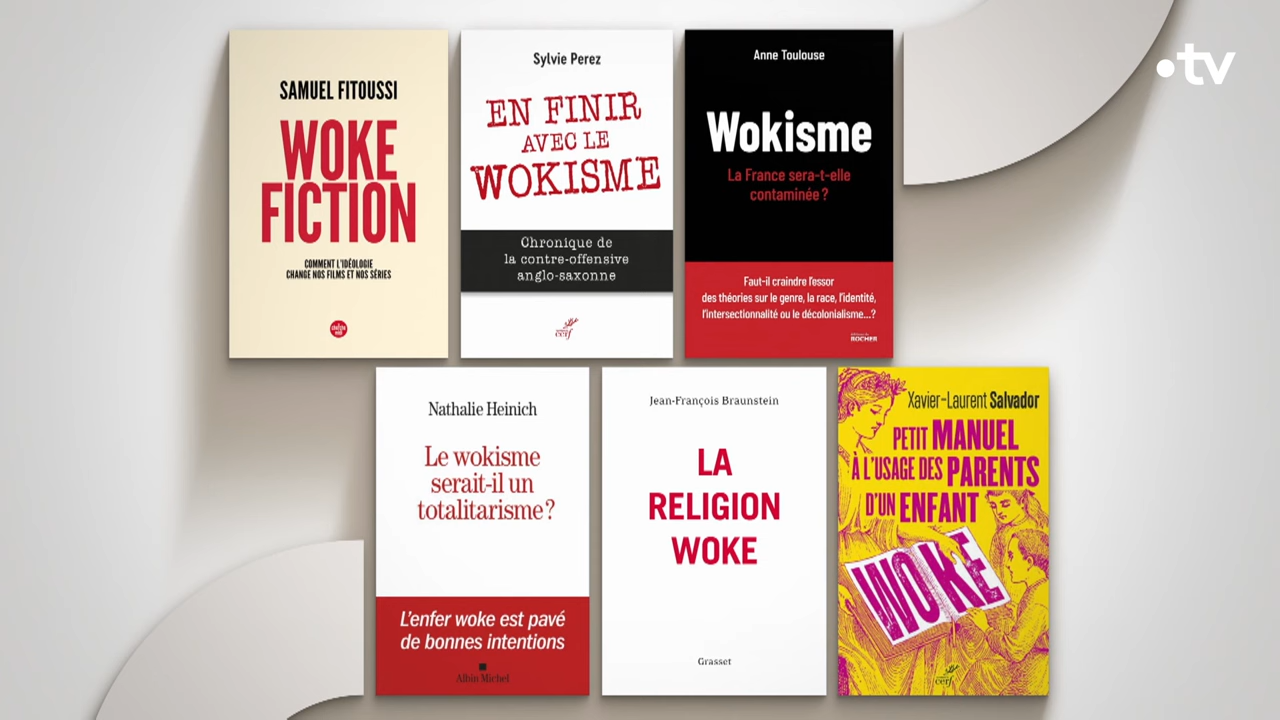 SAMUEL FITOUSSI
WOKE
FICTION
COMMENT L'IDÉOLOGIE
CHANGE NOS FILMS ET NOS SÉRIES
Sylvie Perez
EN FINIR
AVEC LE
WOKISME
Chronique de
la contre-offensive
anglo-saxonne
cerf
Anne Toulouse
Wokisme
La France sera-t-elle
contaminée ?
Faut-il craindre l'essor
des théories sur le genre, la race, l'identité,
l'intersectionnalité ou le décolonialisme...?
ROCHER
tv
Nathalie Heinich
Le wokisme
serait-il un
totalitarisme ?
L'enfer woke est pavé
de bonnes intentions
Albin Michel
Jean-François Braunstein
LA
RELIGION
WOKE
Grasset
Xavier-Laurent Salvador
PETIT MANUEL
À L'USAGE DES PARENTS
D'UN ENFANT
WOKE
cerf